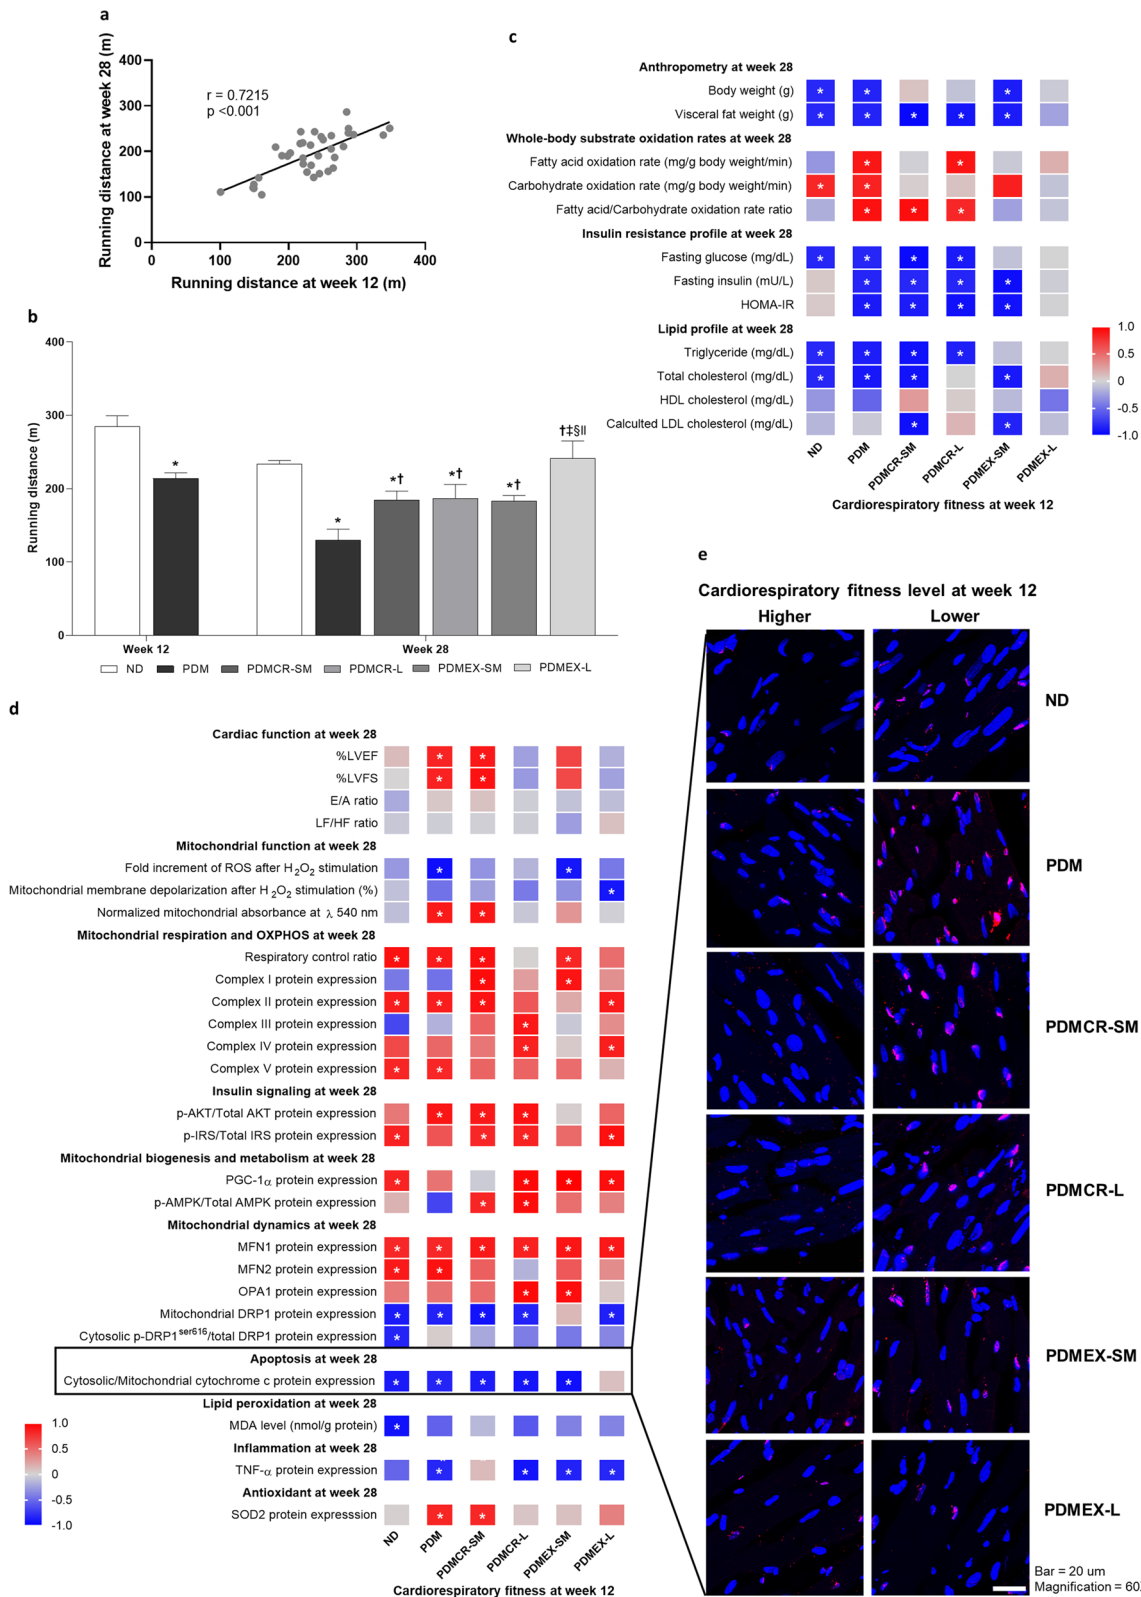 a
Running distance at week 28 (m)
400
300
200
100
0
r = 0.7215
p <0.001
0
100
200
300
400
Running distance at week 12 (m)
b
Running distance (m)
400
300
200
100
0
*
*
*†
*†
*†
†‡§||
Week 12
Week 28
ND
PDM
PDMCR-SM
PDMCR-L
PDMEX-SM
PDMEX-L
c
Anthropometry at week 28
Body weight (g)
* * *
Visceral fat weight (g)
* * * * *
Whole-body substrate oxidation rates at week 28
Fatty acid oxidation rate (mg/g body weight/min)
* *
Carbohydrate oxidation rate (mg/g body weight/min)
* *
Fatty acid/Carbohydrate oxidation rate ratio
* * *
Insulin resistance profile at week 28
Fasting glucose (mg/dL)
* * * *
Fasting insulin (mU/L)
* * * *
HOMA-IR
* * * *
Lipid profile at week 28
Triglyceride (mg/dL)
* * * *
Total cholesterol (mg/dL)
* * * *
HDL cholesterol (mg/dL)
Calculted LDL cholesterol (mg/dL)
* *
ND
PDM
PDMCR-SM
PDMCR-L
PDMEX-SM
PDMEX-L
Cardiorespiratory fitness at week 12
1.0
0.5
0
-0.5
-1.0
d
Cardiac function at week 28
%LVEF
* *
%LVFS
* *
E/A ratio
LF/HF ratio
Mitochondrial function at week 28
Fold increment of ROS after H2O2 stimulation
* *
Mitochondrial membrane depolarization after H2O2 stimulation (%)
*
Normalized mitochondrial absorbance at λ 540 nm
* *
Mitochondrial respiration and OXPHOS at week 28
Respiratory control ratio
* * * *
Complex I protein expression
* *
Complex II protein expression
* * * *
Complex III protein expression
*
Complex IV protein expression
* *
Complex V protein expression
* *
Insulin signaling at week 28
p-AKT/Total AKT protein expression
* * *
p-IRS/Total IRS protein expression
* * * *
Mitochondrial biogenesis and metabolism at week 28
PGC-1α protein expression
* * * *
p-AMPK/Total AMPK protein expression
* *
Mitochondrial dynamics at week 28
MFN1 protein expression
* * * * * *
MFN2 protein expression
* *
OPA1 protein expression
* *
Mitochondrial DRP1 protein expression
* * * * *
Cytosolic p-DRP1ser616/total DRP1 protein expression
*
Apoptosis at week 28
Cytosolic/Mitochondrial cytochrome c protein expression
* * * * *
Lipid peroxidation at week 28
MDA level (nmol/g protein)
*
Inflammation at week 28
TNF-α protein expression
* * * *
Antioxidant at week 28
SOD2 protein expresssion
* *
1.0
0.5
0
-0.5
-1.0
ND
PDM
PDMCR-SM
PDMCR-L
PDMEX-SM
PDMEX-L
Cardiorespiratory fitness at week 12
e
Cardiorespiratory fitness level at week 12
Higher
Lower
ND
PDM
PDMCR-SM
PDMCR-L
PDMEX-SM
PDMEX-L
Bar = 20 um
Magnification = 60